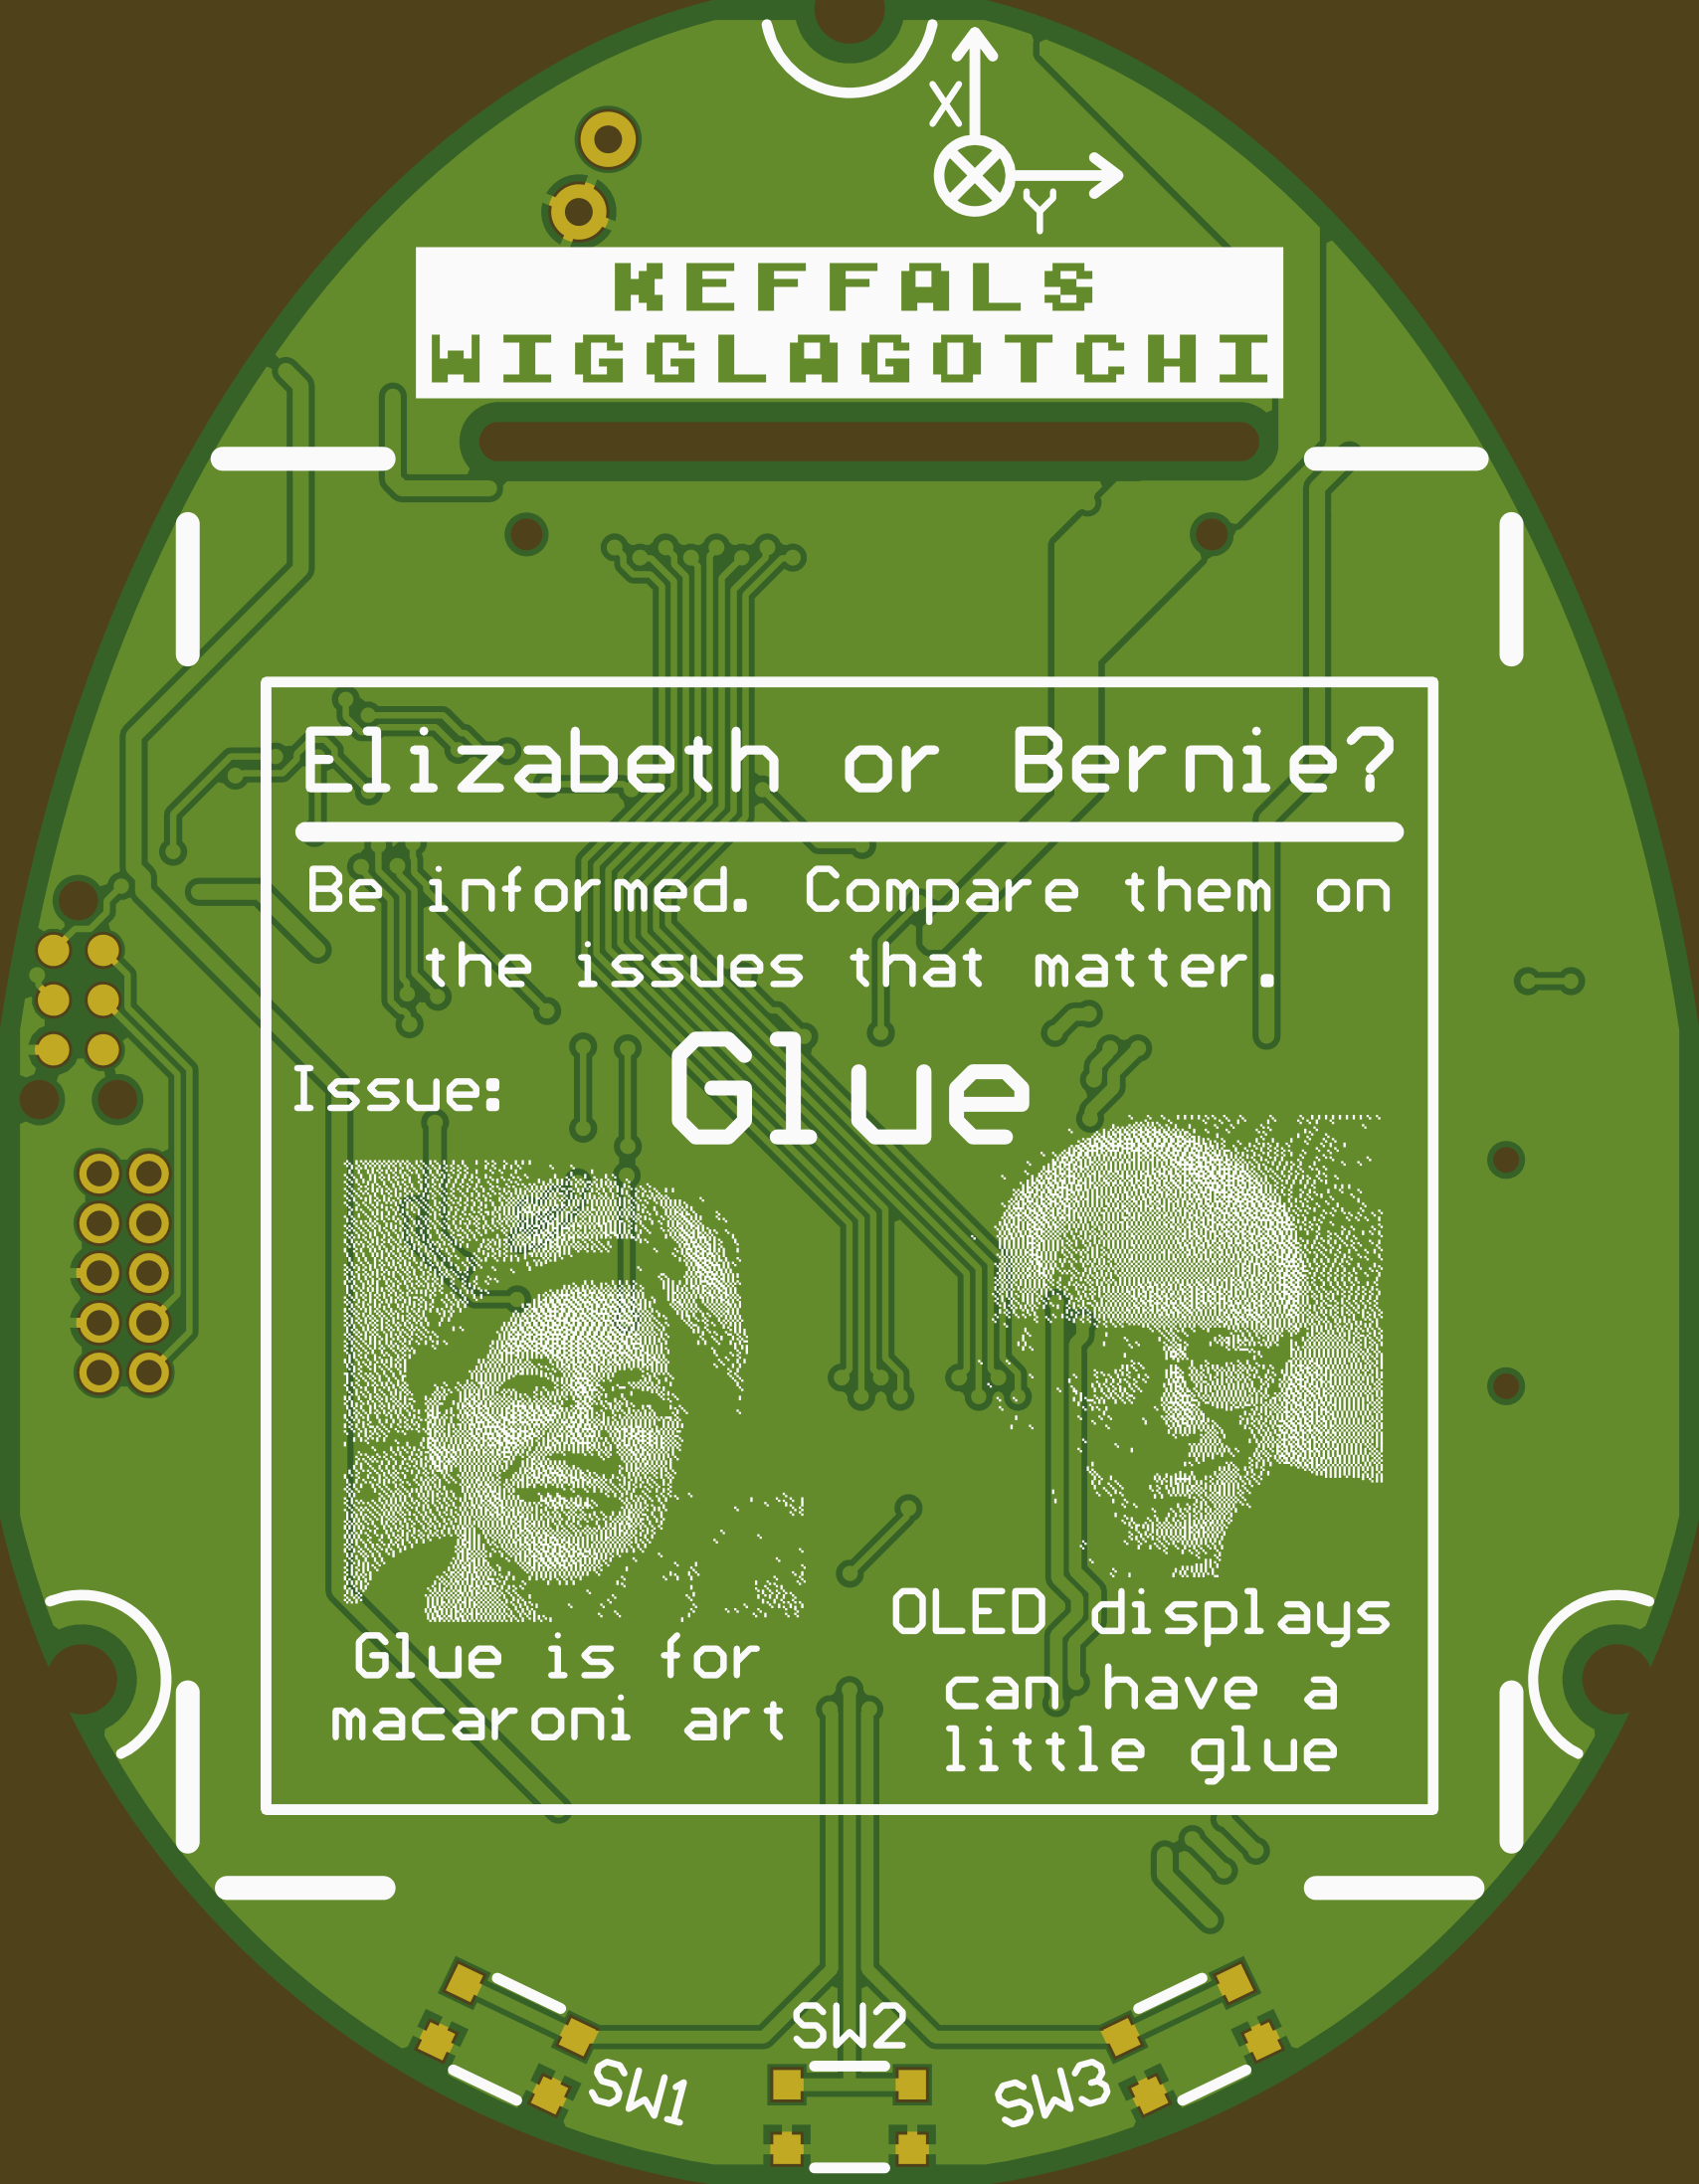 X
Y
KEFFALS
WIGGLAGOTCHI
Elizabeth or Bernie?
Be informed. Compare them on
the issues that matter.
Issue: Glue
Glue is for
macaroni art
OLED displays
can have a
little glue
SW1
SW2
SW3